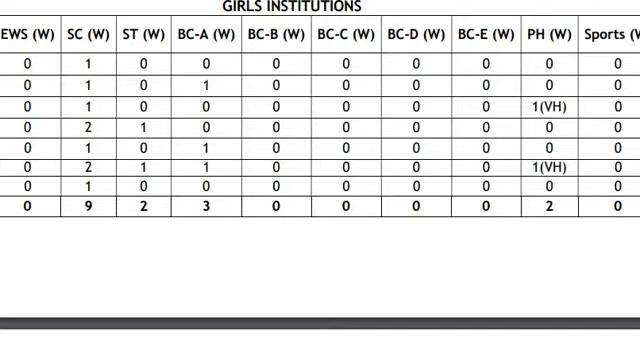 GIRLS INSTITUTIONS
EWS (W) SC (W) ST (W) BC-A (W) BC-B (W) BC-C (W) BC-D (W) BC-E (W) PH (W) Sports
0 1 0 0 0 0 0 0 0 0
0 1 0 1 0 0 0 0 0 0
0 1 0 0 0 0 0 0 1(VH) 0
0 2 1 0 0 0 0 0 0 0
0 1 0 1 0 0 0 0 0 0
0 2 1 1 0 0 0 0 1(VH) 0
0 1 0 0 0 0 0 0 0 0
0 9 2 3 0 0 0 0 2 0